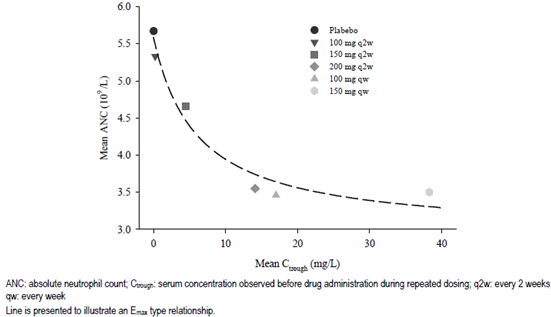 6.0
5.5
5.0
4.5
4.0
3.5
3.0
Mean ANC (10⁹/L)
Plabebo
100 mg q2w
150 mg q2w
200 mg q2w
100 mg qw
150 mg qw
0 10 20 30 40
Mean Ctrough (mg/L)
ANC: absolute neutrophil count; Ctrough: serum concentration observed before drug administration during repeated dosing; q2w: every 2 weeks
qw: every week
Line is presented to illustrate an Emax type relationship.